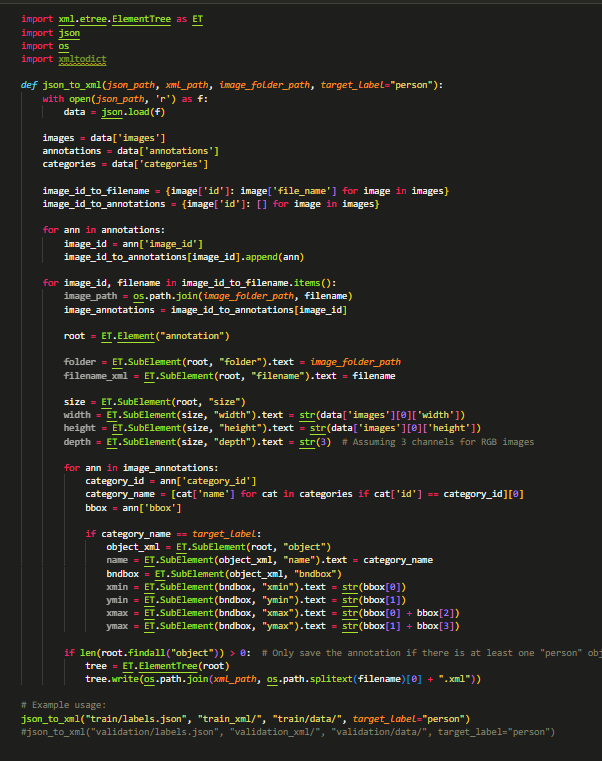 import xml.etree.ElementTree as ET
import json
import os
import xmltodict

def json_to_xml(json_path, xml_path, image_folder_path, target_label="person"):
    with open(json_path, 'r') as f:
        data = json.load(f)

    images = data['images']
    annotations = data['annotations']
    categories = data['categories']

    image_id_to_filename = {image['id']: image['file_name'] for image in images}
    image_id_to_annotations = {image['id']: [] for image in images}

    for ann in annotations:
        image_id = ann['image_id']
        image_id_to_annotations[image_id].append(ann)

    for image_id, filename in image_id_to_filename.items():
        image_path = os.path.join(image_folder_path, filename)
        image_annotations = image_id_to_annotations[image_id]

        root = ET.Element("annotation")

        folder = ET.SubElement(root, "folder").text = image_folder_path
        filename_xml = ET.SubElement(root, "filename").text = filename

        size = ET.SubElement(root, "size")
        width = ET.SubElement(size, "width").text = str(data['images'][0]['width'])
        height = ET.SubElement(size, "height").text = str(data['images'][0]['height'])
        depth = ET.SubElement(size, "depth").text = str(3)  # Assuming 3 channels for RGB images

        for ann in image_annotations:
            category_id = ann['category_id']
            category_name = [cat['name'] for cat in categories if cat['id'] == category_id][0]
            bbox = ann['bbox']

            if category_name == target_label:
                object_xml = ET.SubElement(root, "object")
                name = ET.SubElement(object_xml, "name").text = category_name
                bndbox = ET.SubElement(object_xml, "bndbox")
                xmin = ET.SubElement(bndbox, "xmin").text = str(bbox[0])
                ymin = ET.SubElement(bndbox, "ymin").text = str(bbox[1])
                xmax = ET.SubElement(bndbox, "xmax").text = str(bbox[0] + bbox[2])
                ymax = ET.SubElement(bndbox, "ymax").text = str(bbox[1] + bbox[3])

        if len(root.findall("object")) > 0:  # Only save the annotation if there is at least one "person" obj
            tree = ET.ElementTree(root)
            tree.write(os.path.join(xml_path, os.path.splitext(filename)[0] + ".xml"))

# Example usage:
json_to_xml("train/labels.json", "train_xml/", "train/data/", target_label="person")
#json_to_xml("validation/labels.json", "validation_xml/", "validation/data/", target_label="person")